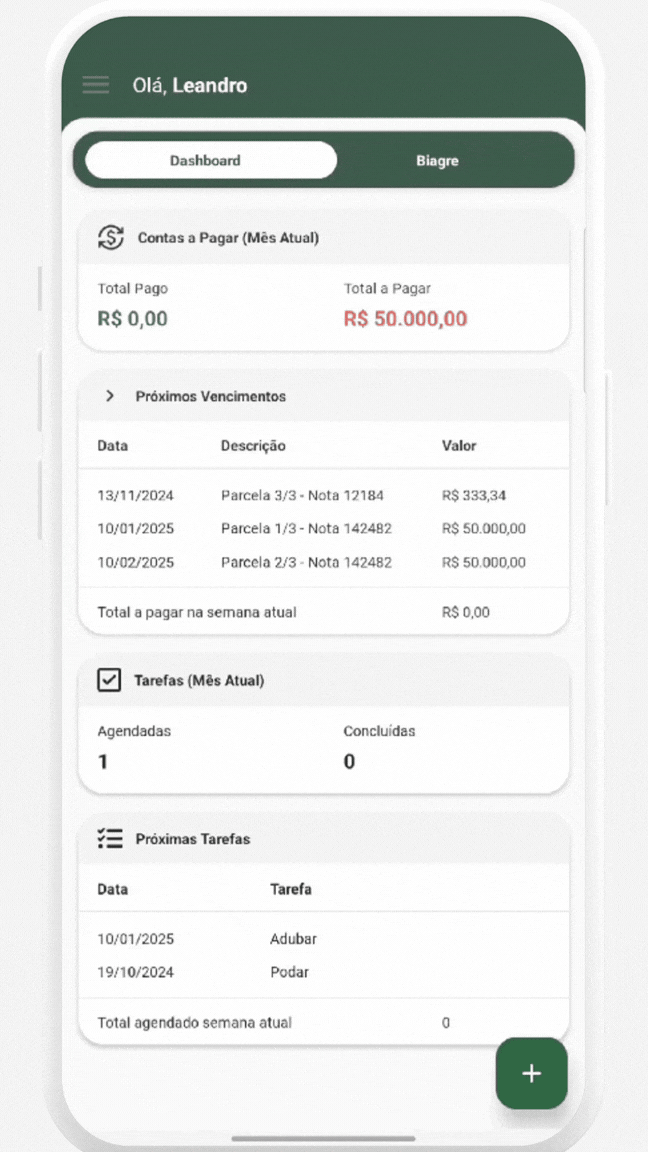 Olá, Leandro
Dashboard Biagre
Contas a Pagar (Mês Atual)
Total Pago Total a Pagar
R$ 0,00 R$ 50.000,00
Próximos Vencimentos
Data Descrição Valor
13/11/2024 Parcela 3/3 - Nota 12184 R$ 333,34
10/01/2025 Parcela 1/3 - Nota 142482 R$ 50.000,00
10/02/2025 Parcela 2/3 - Nota 142482 R$ 50.000,00
Total a pagar na semana atual R$ 0,00
Tarefas (Mês Atual)
Agendadas Concluídas
1 0
Próximas Tarefas
Data Tarefa
10/01/2025 Adubar
19/10/2024 Podar
Total agendado semana atual 0
+